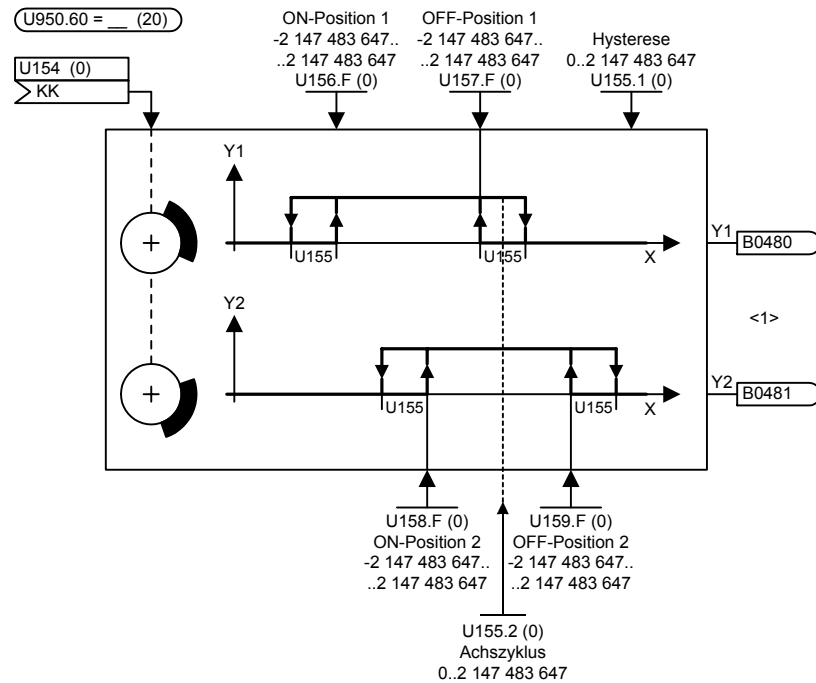 U950.60 = __ (20)
ON-Position 1
-2 147 483 647..
..2 147 483 647
U156.F (0)
OFF-Position 1
-2 147 483 647..
..2 147 483 647
U157.F (0)
Hysterese
0..2 147 483 647
U155.1 (0)
U154 (0)
KK
Y1
U155
U155
X
Y1
B0480
<1>
Y2
U155
U155
X
Y2
B0481
U158.F (0)
ON-Position 2
-2 147 483 647..
..2 147 483 647
U159.F (0)
OFF-Position 2
-2 147 483 647..
..2 147 483 647
U155.2 (0)
Achszyklus
0..2 147 483 647